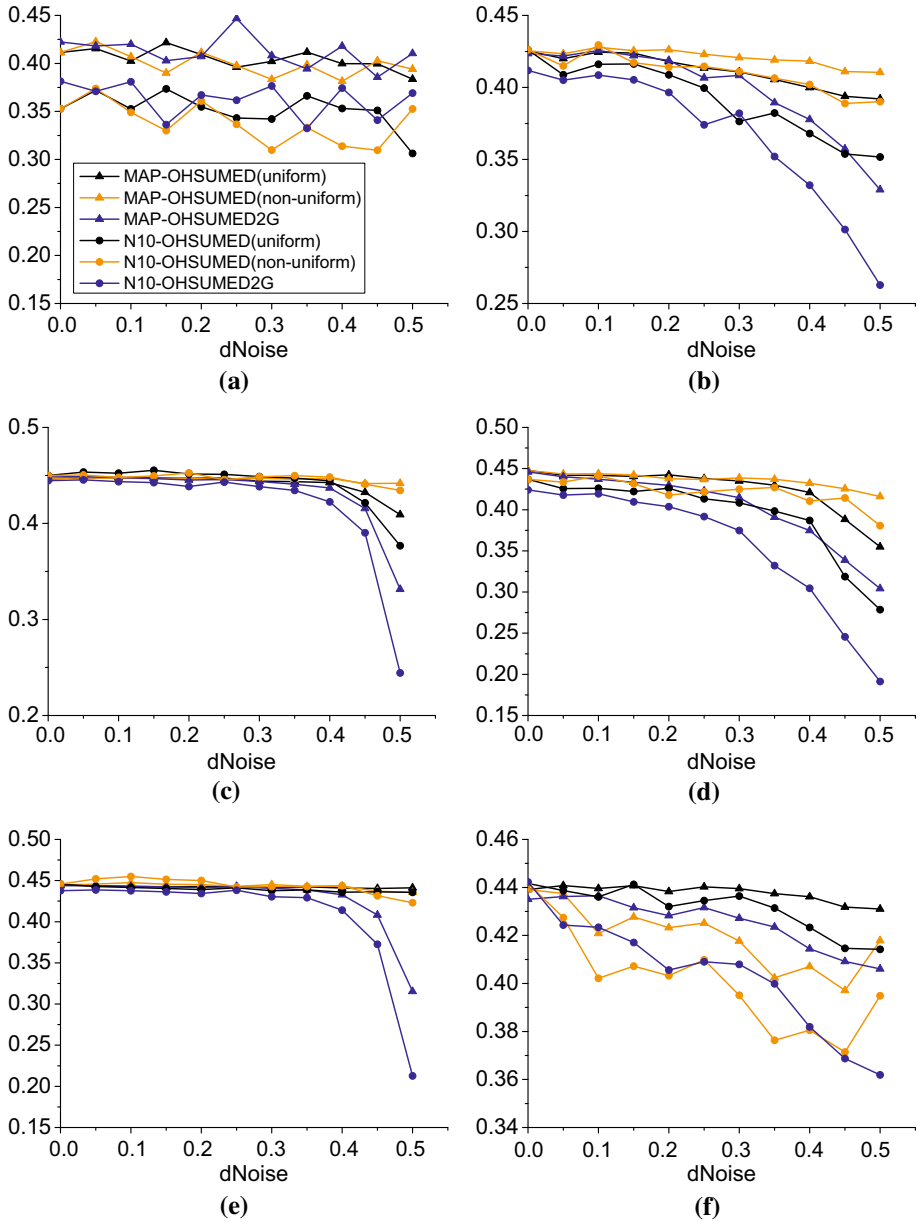 0.45
0.40
0.35
0.30
0.25
0.20
0.15
MAP-OHSUMED(uniform)
MAP-OHSUMED(non-uniform)
MAP-OHSUMED2G
N10-OHSUMED(uniform)
N10-OHSUMED(non-uniform)
N10-OHSUMED2G
0.0 0.1 0.2 0.3 0.4 0.5
dNoise
(a)
0.45
0.40
0.35
0.30
0.25
0.0 0.1 0.2 0.3 0.4 0.5
dNoise
(b)
0.5
0.4
0.3
0.2
0.0 0.1 0.2 0.3 0.4 0.5
dNoise
(c)
0.50
0.45
0.40
0.35
0.30
0.25
0.20
0.15
0.0 0.1 0.2 0.3 0.4 0.5
dNoise
(d)
0.50
0.45
0.40
0.35
0.30
0.25
0.20
0.15
0.0 0.1 0.2 0.3 0.4 0.5
dNoise
(e)
0.46
0.44
0.42
0.40
0.38
0.36
0.34
0.0 0.1 0.2 0.3 0.4 0.5
dNoise
(f)